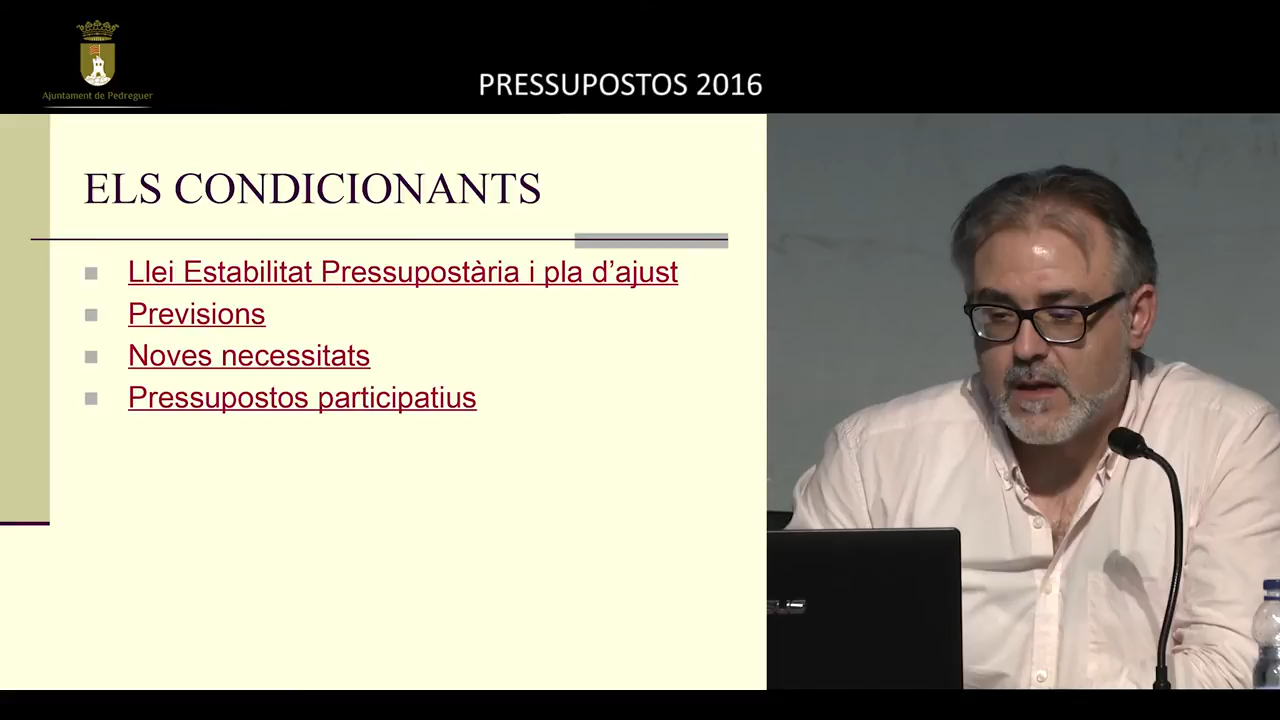 Ajuntament de Pedreguer
PRESSUPOSTOS 2016
ELS CONDICIONANTS
Llei Estabilitat Pressupostària i pla d’ajust
Previsions
Noves necessitats
Pressupostos participatius